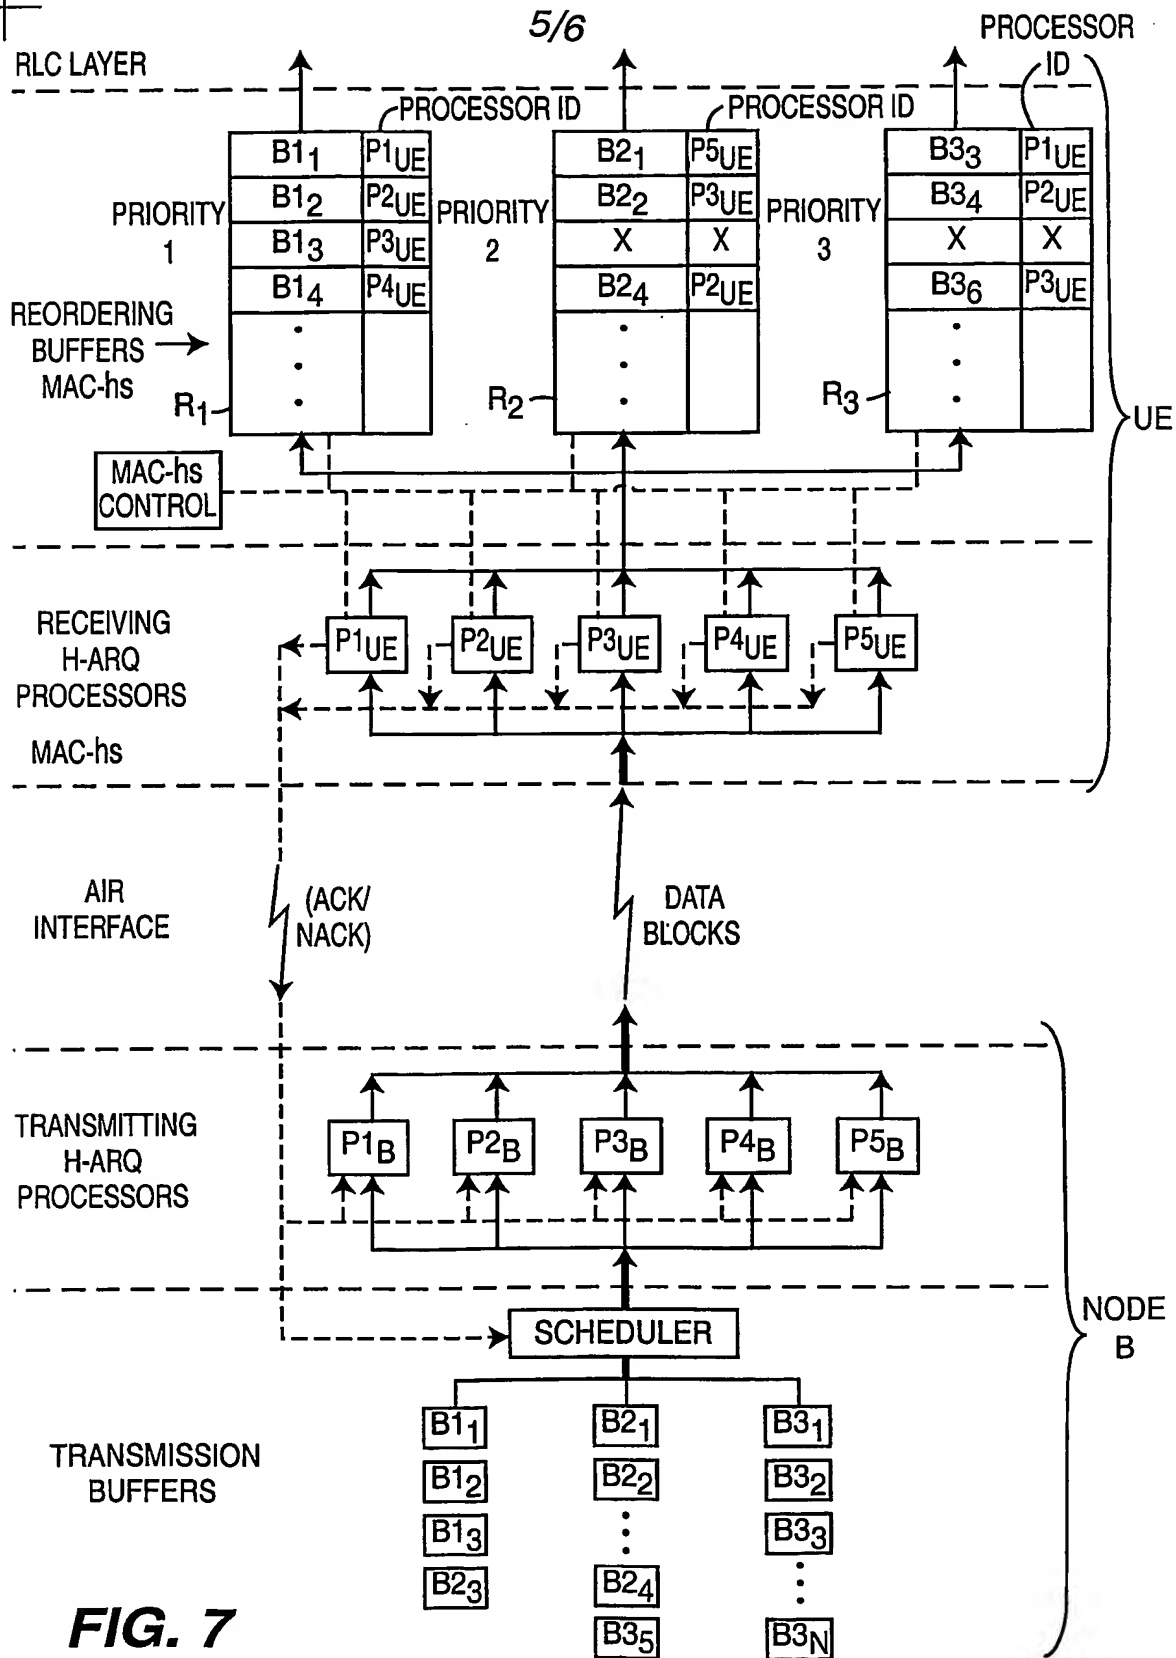 5/6
PROCESSOR
ID
RLC LAYER
PROCESSOR ID
PROCESSOR ID
PRIORITY
1
B1₁ P1UE
B1₂ P2UE
B1₃ P3UE
B1₄ P4UE
PRIORITY
2
B2₁ P5UE
B2₂ P3UE
X X
B2₄ P2UE
PRIORITY
3
B3₃ P1UE
B3₄ P2UE
X X
B3₆ P3UE
REORDERING
BUFFERS
MAC-hs
R₁
R₂
R₃
UE
MAC-hs
CONTROL
RECEIVING
H-ARQ
PROCESSORS
MAC-hs
P1UE P2UE P3UE P4UE P5UE
AIR
INTERFACE
(ACK/
NACK)
DATA
BLOCKS
TRANSMITTING
H-ARQ
PROCESSORS
P1B P2B P3B P4B P5B
NODE
B
SCHEDULER
TRANSMISSION
BUFFERS
B1₁ B2₁ B3₁
B1₂ B2₂ B3₂
B1₃ B3₃
B2₃ B2₄
B3₅ B3N
FIG. 7